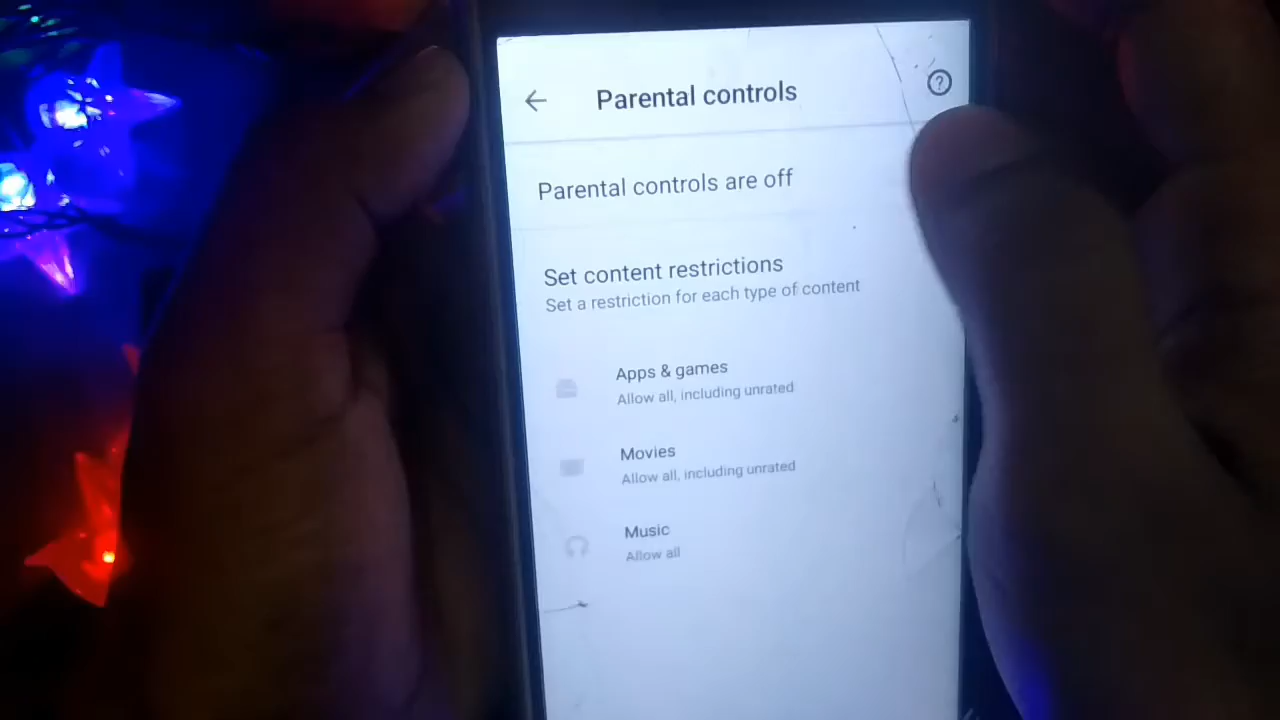 Parental controls
?
Parental controls are off
Set content restrictions
Set a restriction for each type of content
Apps & games
Allow all, including unrated
Movies
Allow all, including unrated
Music
Allow all